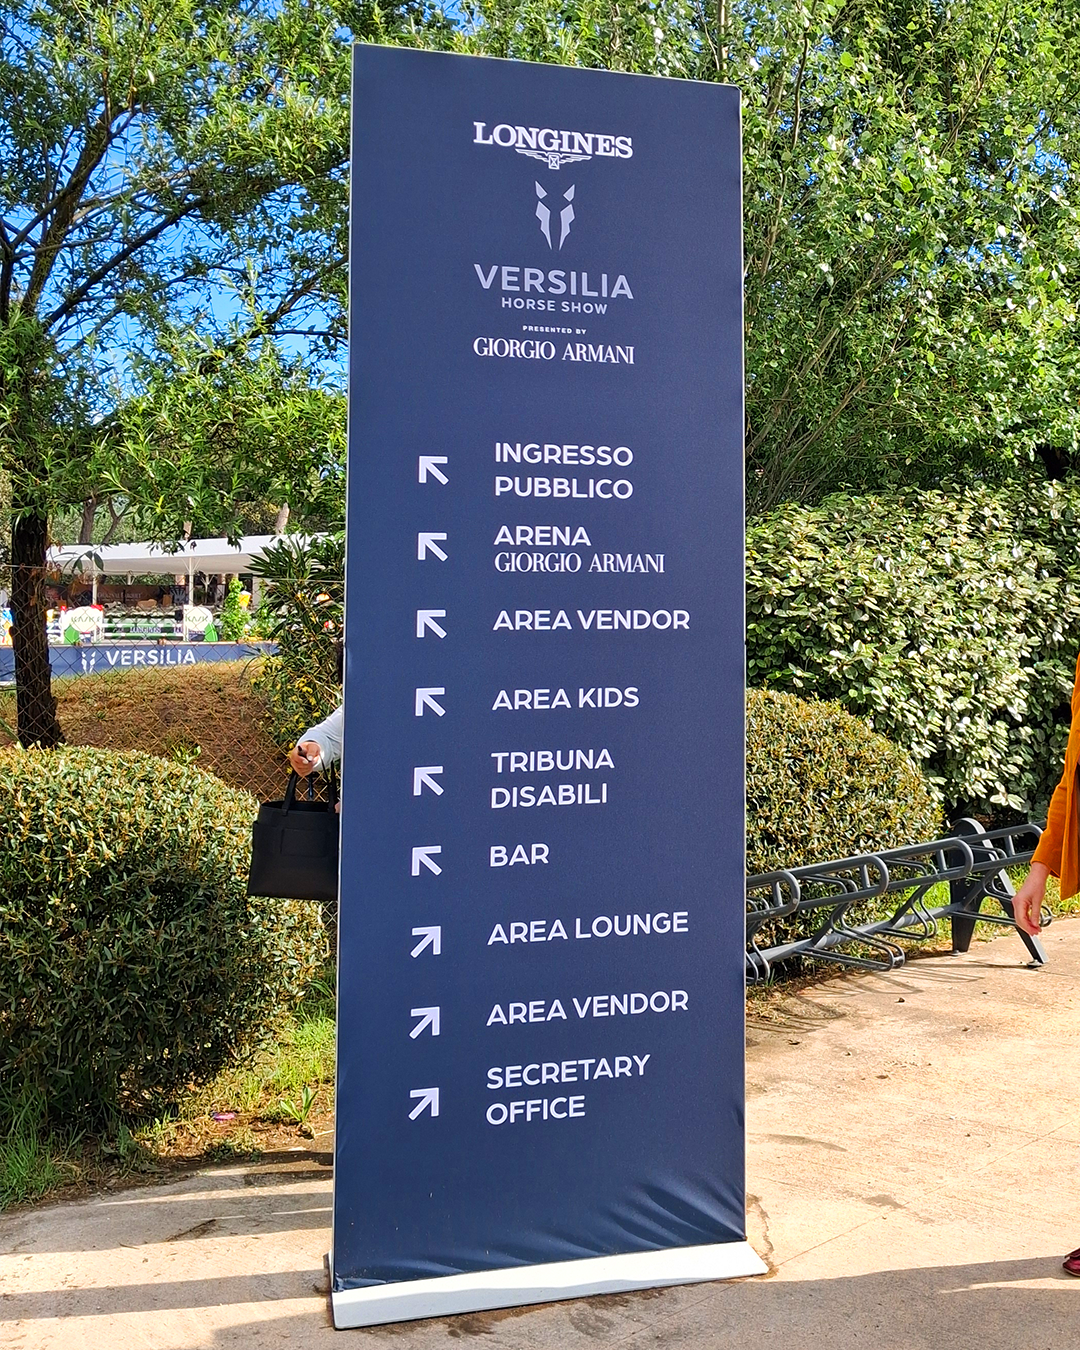 LONGINES
VERSILIA
HORSE SHOW
PRESENTED BY
GIORGIO ARMANI
INGRESSO
PUBBLICO
ARENA
GIORGIO ARMANI
AREA VENDOR
AREA KIDS
TRIBUNA
DISABILI
BAR
AREA LOUNGE
AREA VENDOR
SECRETARY
OFFICE
VERSILIA